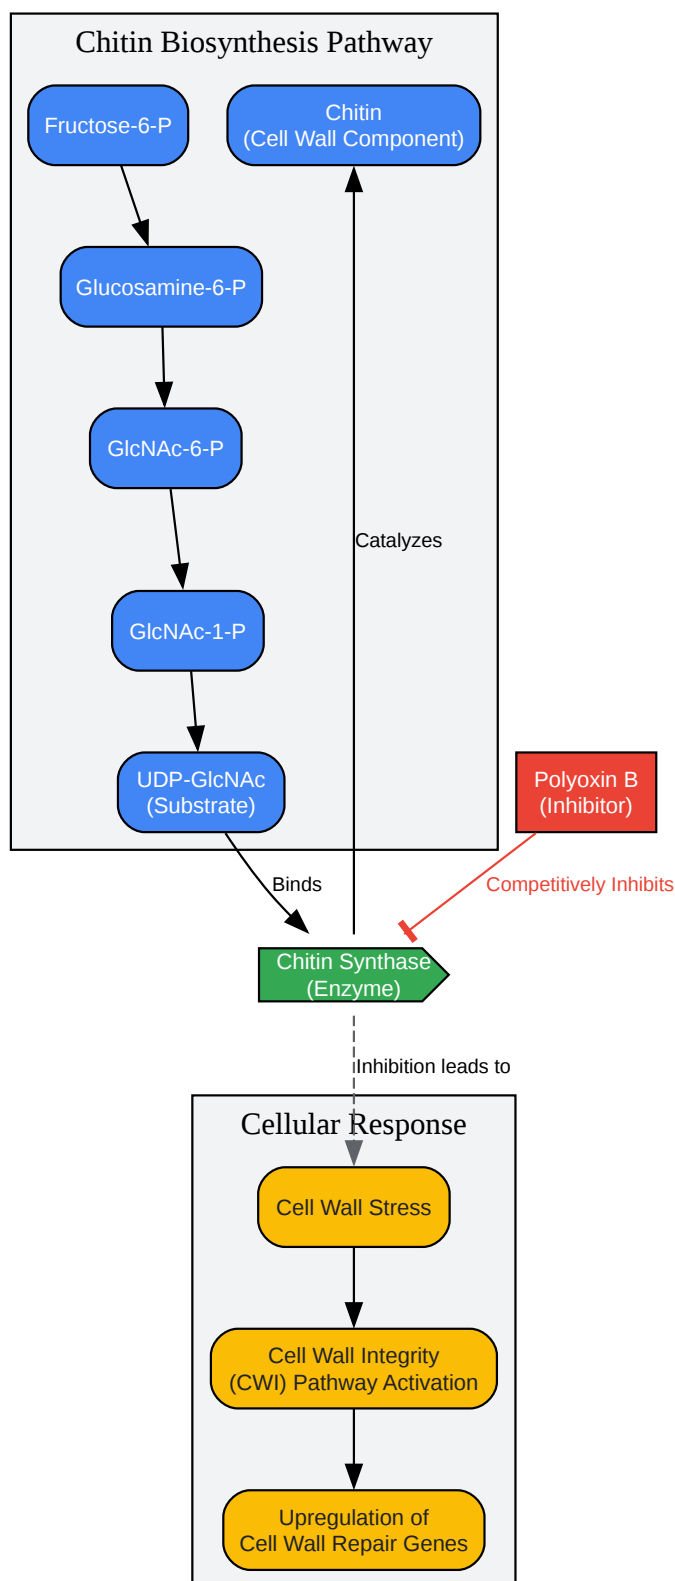 Chitin Biosynthesis Pathway
Fructose-6-P
Chitin
(Cell Wall Component)
Glucosamine-6-P
GlcNAc-6-P
Catalyzes
GlcNAc-1-P
UDP-GlcNAc
(Substrate)
Polyoxin B
(Inhibitor)
Binds
Competitively Inhibits
Chitin Synthase
(Enzyme)
Inhibition leads to
Cellular Response
Cell Wall Stress
Cell Wall Integrity
(CWI) Pathway Activation
Upregulation of
Cell Wall Repair Genes